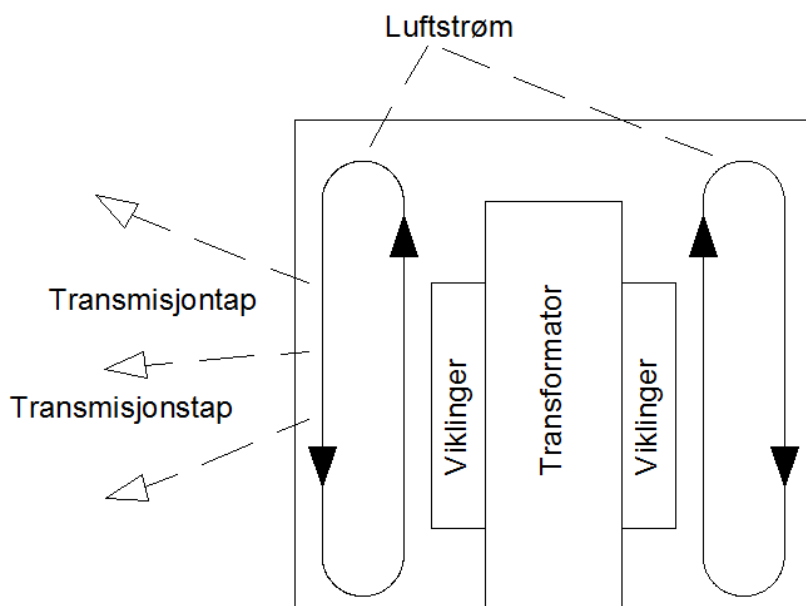 Luftstrøm
Transmisjontap
Transmisjonstap
Viklinger
Transformator
Viklinger